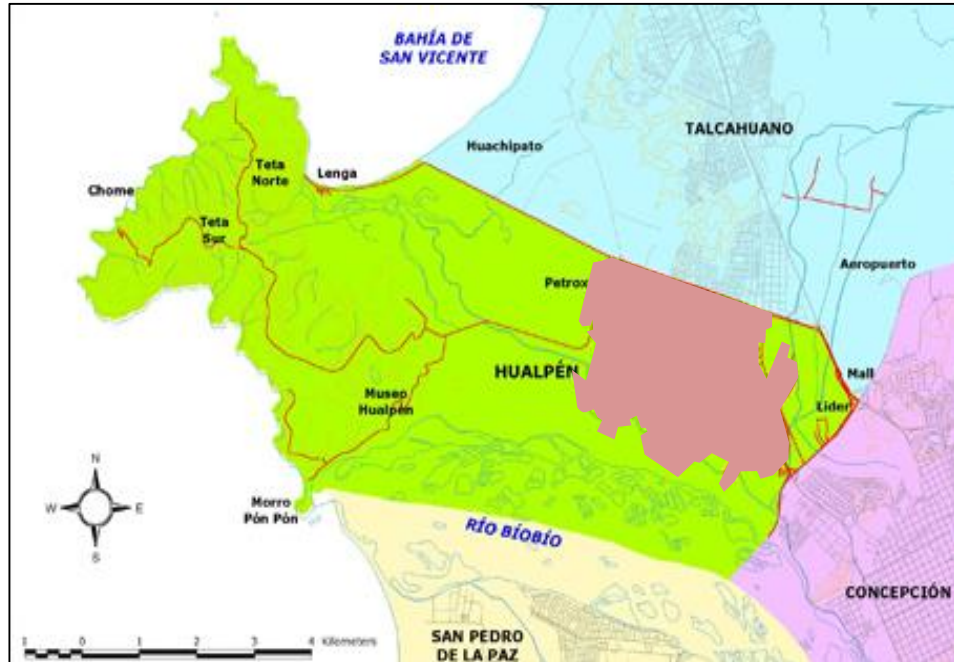 BAHÍA DE
SAN VICENTE
TALCAHUANO
Huachipato
Teta
Norte
Lenga
Chome
Teta
Sur
Aeropuerto
Petrox
HUALPÉN
Mall
Museo
Hualpén
Lider
N
W
E
S
Morro
Pón Pón
RÍO BÍOBÍO
CONCEPCIÓN
SAN PEDRO
DE LA PAZ
1 0 1 2 3 4 Kilometers